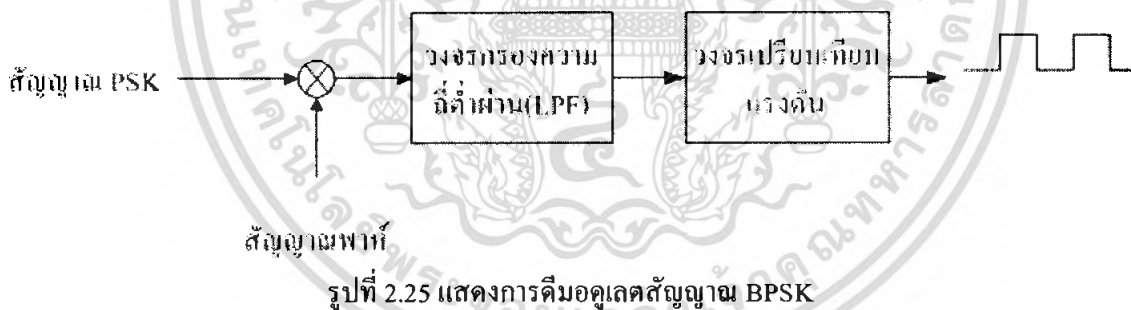 สัญญาณ PSK
วงจรกรองความ
ถี่ต่ำผ่าน(LPF)
วงจรเปรียบเทียบ
แรงดัน
สัญญาณพาห์
รูปที่ 2.25 แสดงการดีมอดูเลตสัญญาณ BPSK